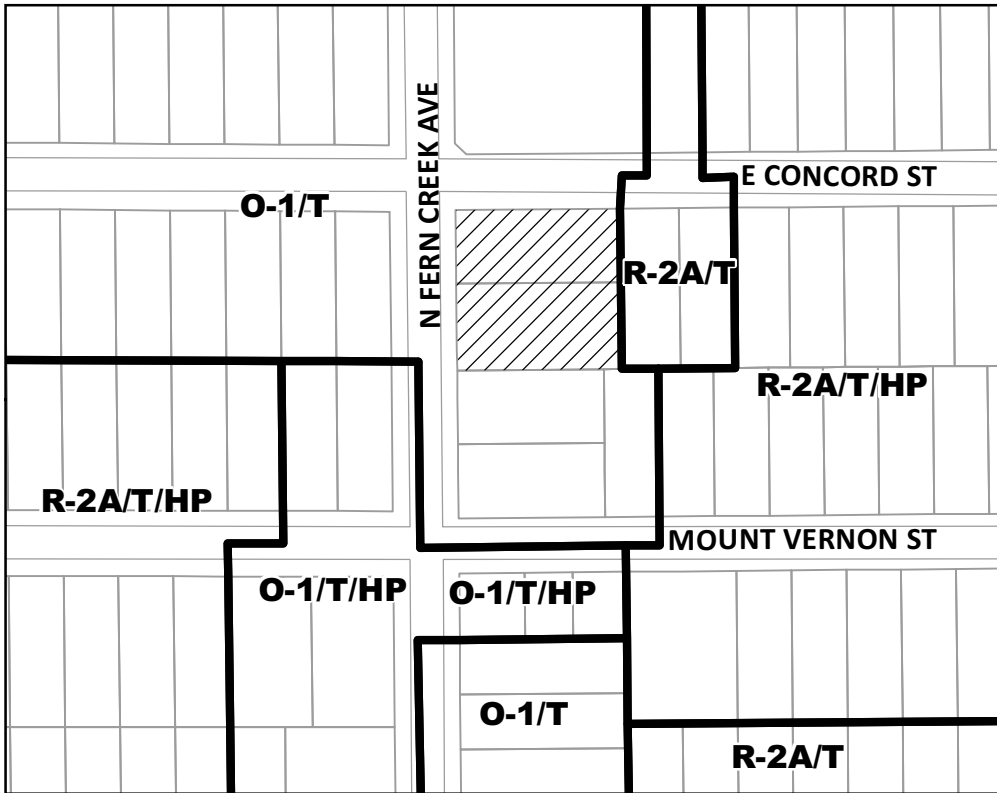 N FERN CREEK AVE
E CONCORD ST
O-1/T
R-2A/T
R-2A/T/HP
R-2A/T/HP
MOUNT VERNON ST
O-1/T/HP
O-1/T/HP
O-1/T
R-2A/T